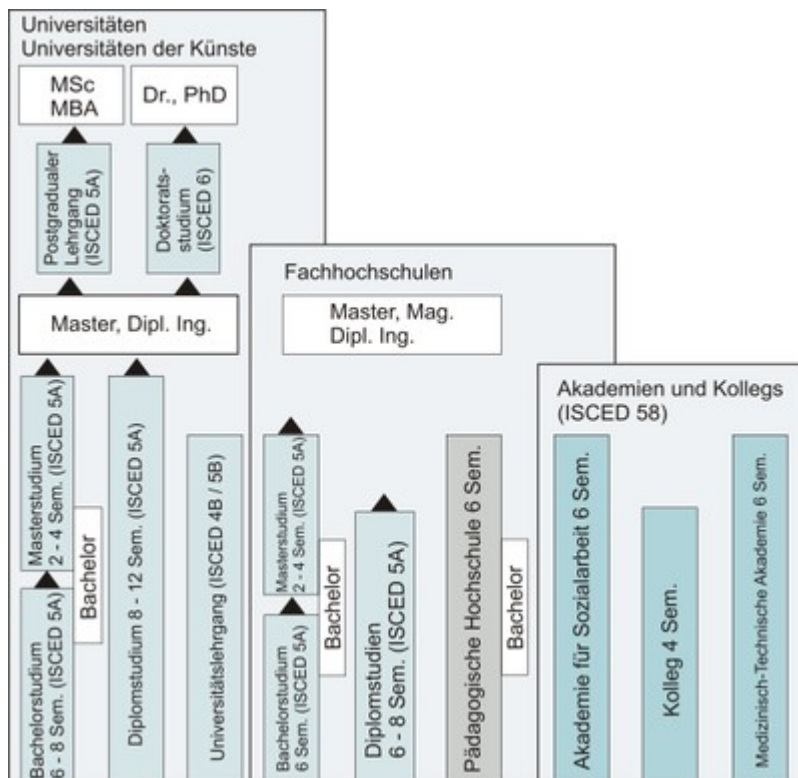 Universitäten
Universitäten der Künste
MSc
MBA
Dr., PhD
Postgradualer
Lehrgang
(ISCED 5A)
Doktorats-
studium
(ISCED 6)
Master, Dipl. Ing.
Masterstudium
2 - 4 Sem. (ISCED 5A)
Bachelor
Bachelorstudium
6 - 8 Sem. (ISCED 5A)
Diplomstudium 8 - 12 Sem. (ISCED 5A)
Universitätslehrgang (ISCED 4B / 5B)
Fachhochschulen
Master, Mag.
Dipl. Ing.
Masterstudium
2 - 4 Sem. (ISCED 5A)
Bachelor
Bachelorstudium
6 Sem. (ISCED 5A)
Diplomstudien
6 - 8 Sem. (ISCED 5A)
Pädagogische Hochschule 6 Sem.
Bachelor
Akademien und Kollegs
(ISCED 58)
Akademie für Sozialarbeit 6 Sem.
Kolleg 4 Sem.
Medizinisch-Technische Akademie 6 Sem.